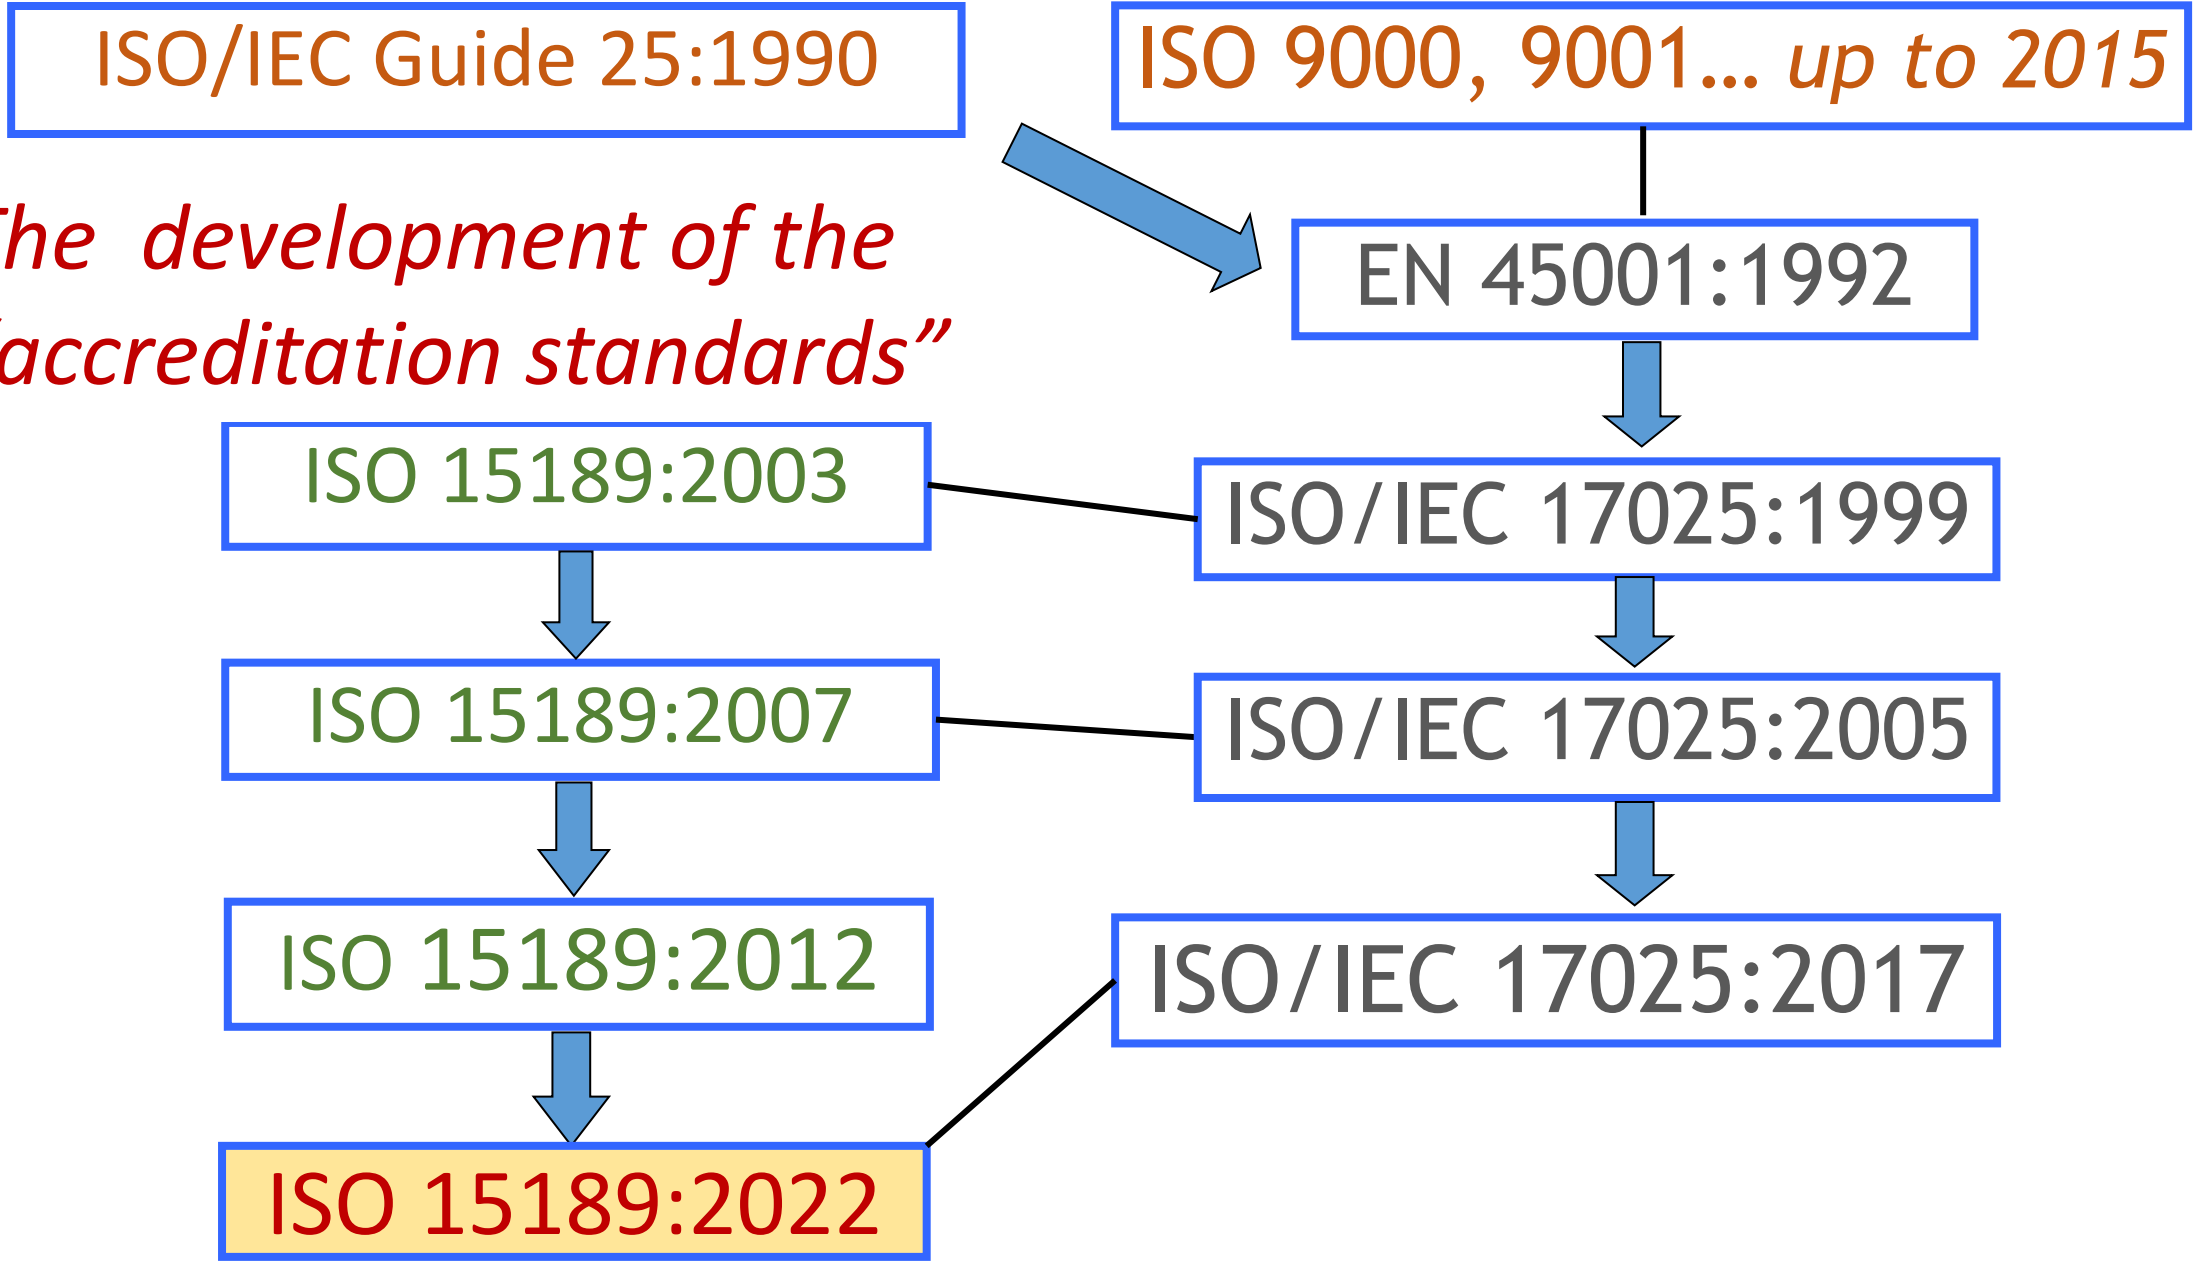 ISO/IEC Guide 25:1990
ISO 9000, 9001... up to 2015
The development of the
“accreditation standards”
EN 45001:1992
ISO 15189:2003
ISO/IEC 17025:1999
ISO 15189:2007
ISO/IEC 17025:2005
ISO 15189:2012
ISO/IEC 17025:2017
ISO 15189:2022